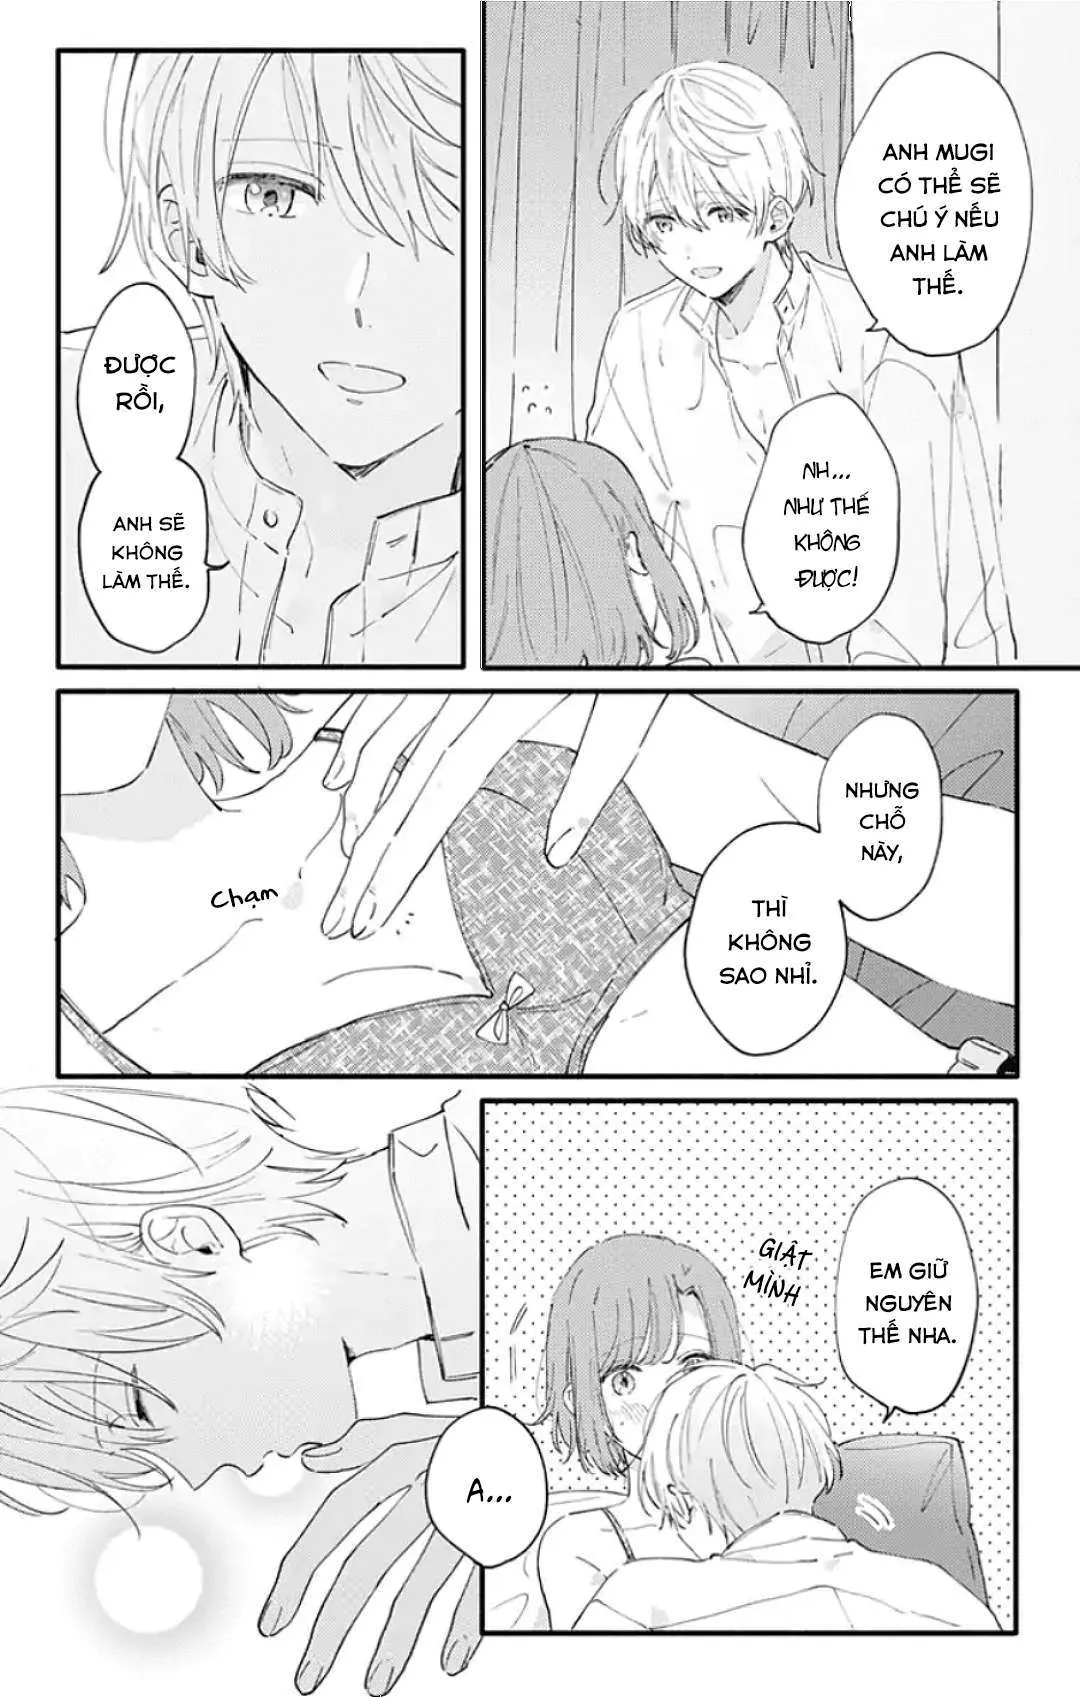 ANH MUGI
CÓ THỂ SẼ
CHÚ Ý NẾU
ANH LÀM
THẾ.
NH...
NHƯ THẾ
KHÔNG
ĐƯỢC!
ĐƯỢC
RỒI,
ANH SẼ
KHÔNG
LÀM THẾ.
NHƯNG
CHỖ
NÀY,
THÌ
KHÔNG
SAO NHỈ.
Chạm
EM GIỮ
NGUYÊN
THẾ NHA.
GIẬT
MÌNH
A...